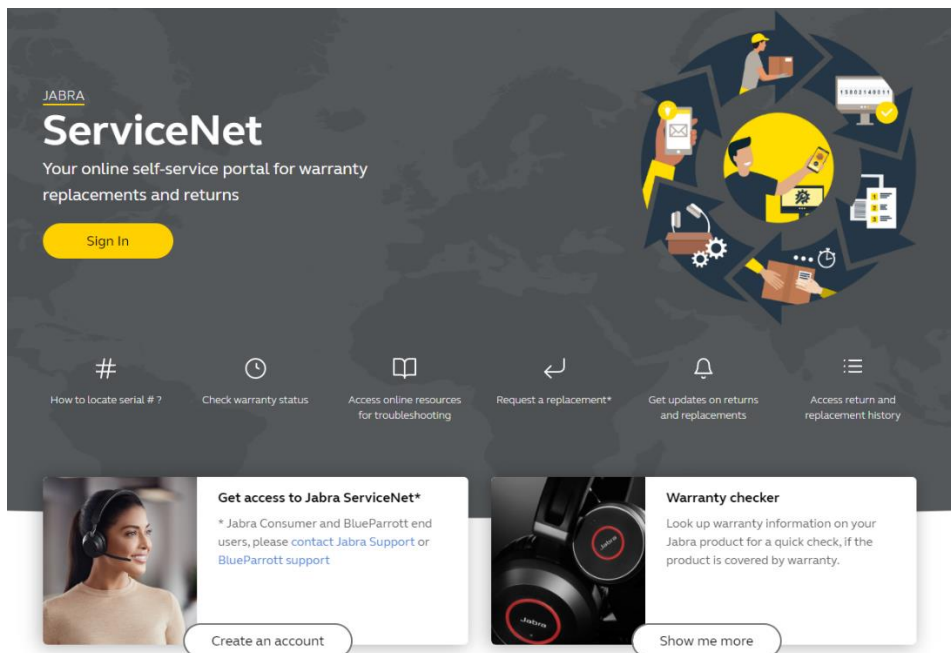 JABRA
ServiceNet
Your online self-service portal for warranty
replacements and returns
Sign In
How to locate serial # ?
Check warranty status
Access online resources
for troubleshooting
Request a replacement*
Get updates on returns
and replacements
Access return and
replacement history
Get access to Jabra ServiceNet*
* Jabra Consumer and BlueParrott end
users, please contact Jabra Support or
BlueParrott support
Create an account
Jabra
Jabra
Warranty checker
Look up warranty information on your
Jabra product for a quick check, if the
product is covered by warranty.
Show me more